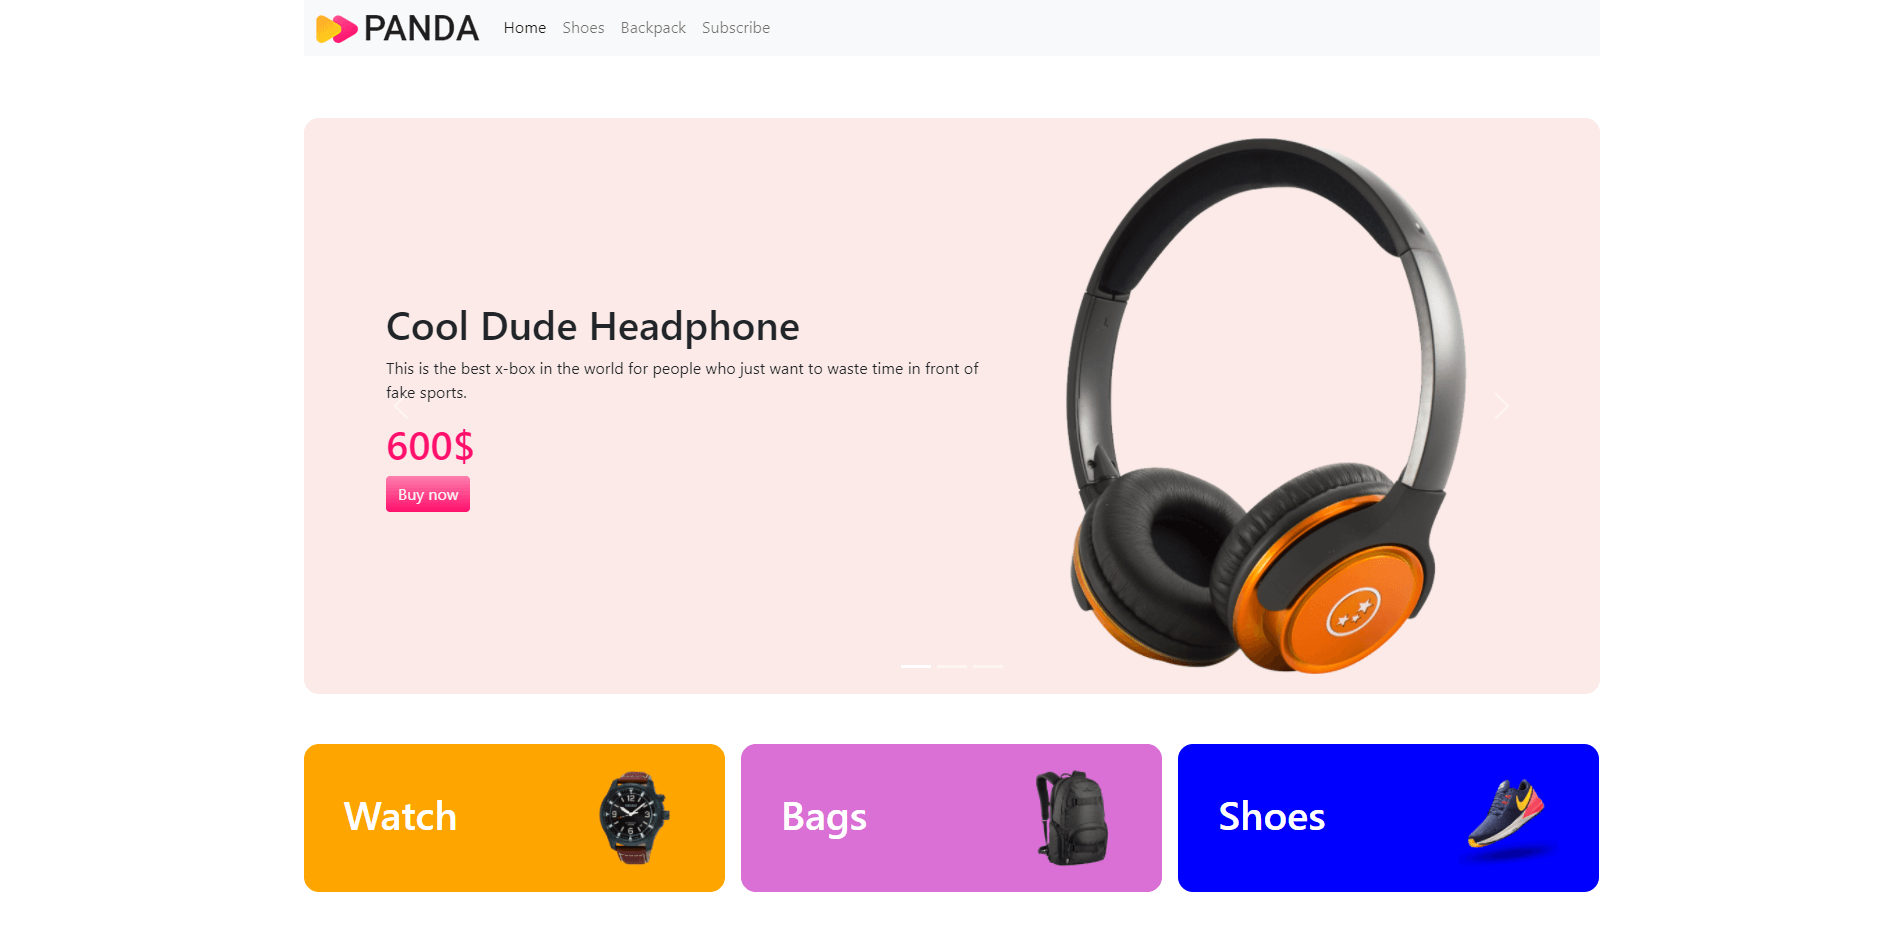 PANDA
Home
Shoes
Backpack
Subscribe
Cool Dude Headphone
This is the best x-box in the world for people who just want to waste time in front of
fake sports.
600$
Buy now
Watch
Bags
Shoes